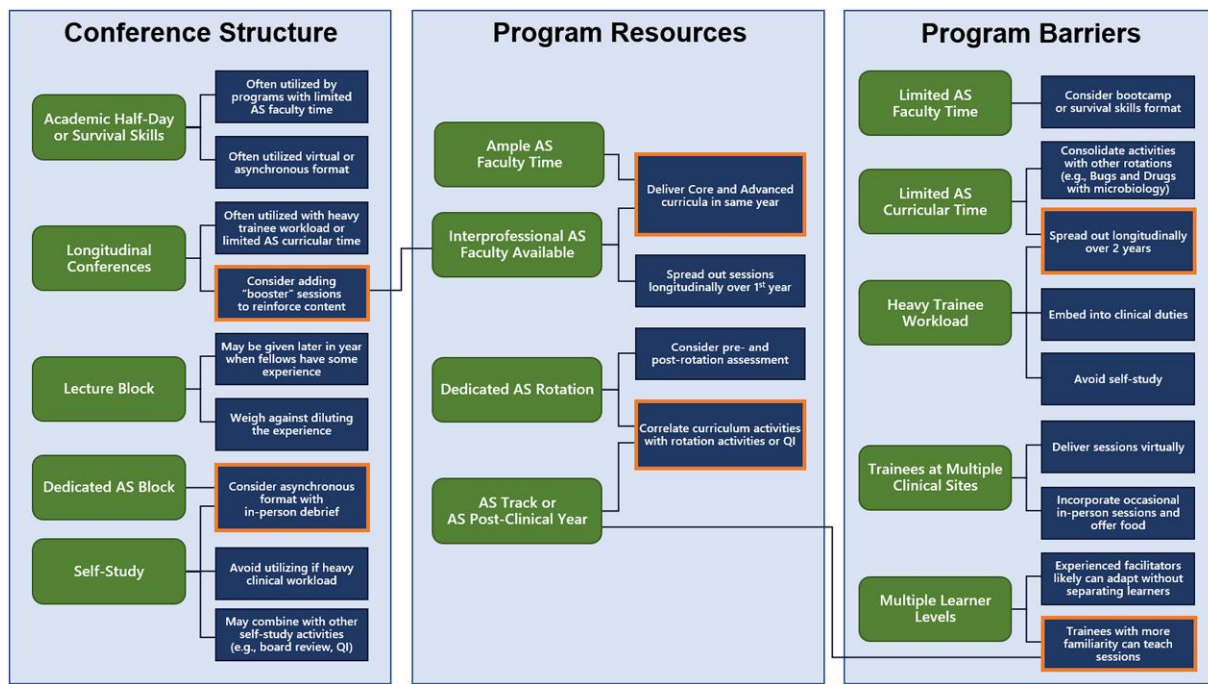 Conference Structure
Academic Half-Day
or Survival Skills
Often utilized by
programs with limited
AS faculty time
Often utilized virtual or
asynchronous format
Longitudinal
Conferences
Often utilized with heavy
trainee workload or
limited AS curricular time
Consider adding
"booster" sessions
to reinforce content
Lecture Block
May be given later in year
when fellows have some
experience
Weigh against diluting
the experience
Dedicated AS Block
Consider asynchronous
format with
in-person debrief
Self-Study
Avoid utilizing if heavy
clinical workload
May combine with other
self-study activities
(e.g., board review, QI)
Program Resources
Ample AS
Faculty Time
Deliver Core and Advanced
curricula in same year
Interprofessional AS
Faculty Available
Spread out sessions
longitudinally over 1st year
Dedicated AS Rotation
Consider pre- and
post-rotation assessment
Correlate curriculum activities
with rotation activities or QI
AS Track or
AS Post-Clinical Year
Program Barriers
Limited AS
Faculty Time
Consider bootcamp
or survival skills format
Limited AS
Curricular Time
Consolidate activities
with other rotations
(e.g., Bugs and Drugs
with microbiology)
Spread out longitudinally
over 2 years
Heavy Trainee
Workload
Embed into clinical duties
Avoid self-study
Trainees at Multiple
Clinical Sites
Deliver sessions virtually
Incorporate occasional
in-person sessions and
offer food
Multiple Learner
Levels
Experienced facilitators
likely can adapt without
separating learners
Trainees with more
familiarity can teach
sessions